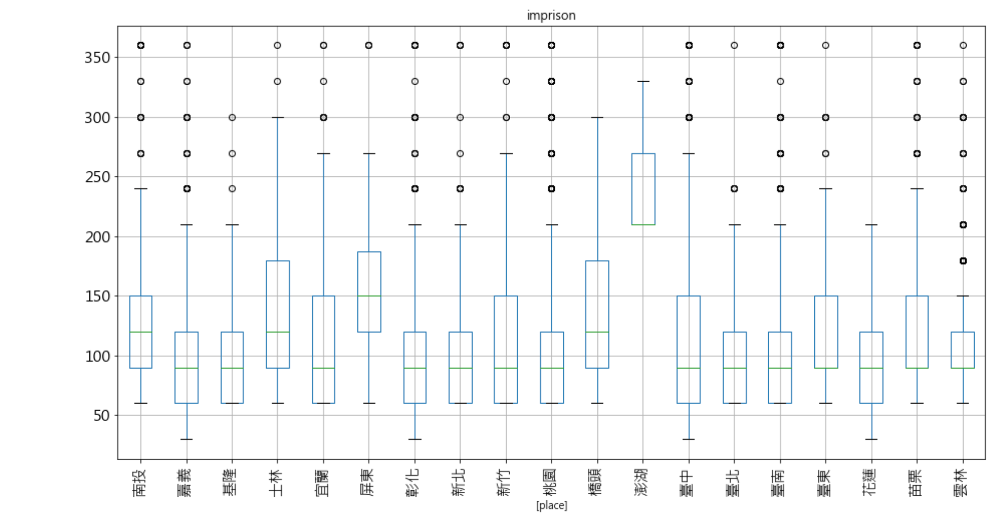 imprison
350
300
250
200
150
100
50
南投
嘉義
基隆
士林
宜蘭
屏東
彰化
新北
新竹
桃園
橋頭
澎湖
臺中
臺北
臺南
臺東
花蓮
苗栗
雲林
[place]